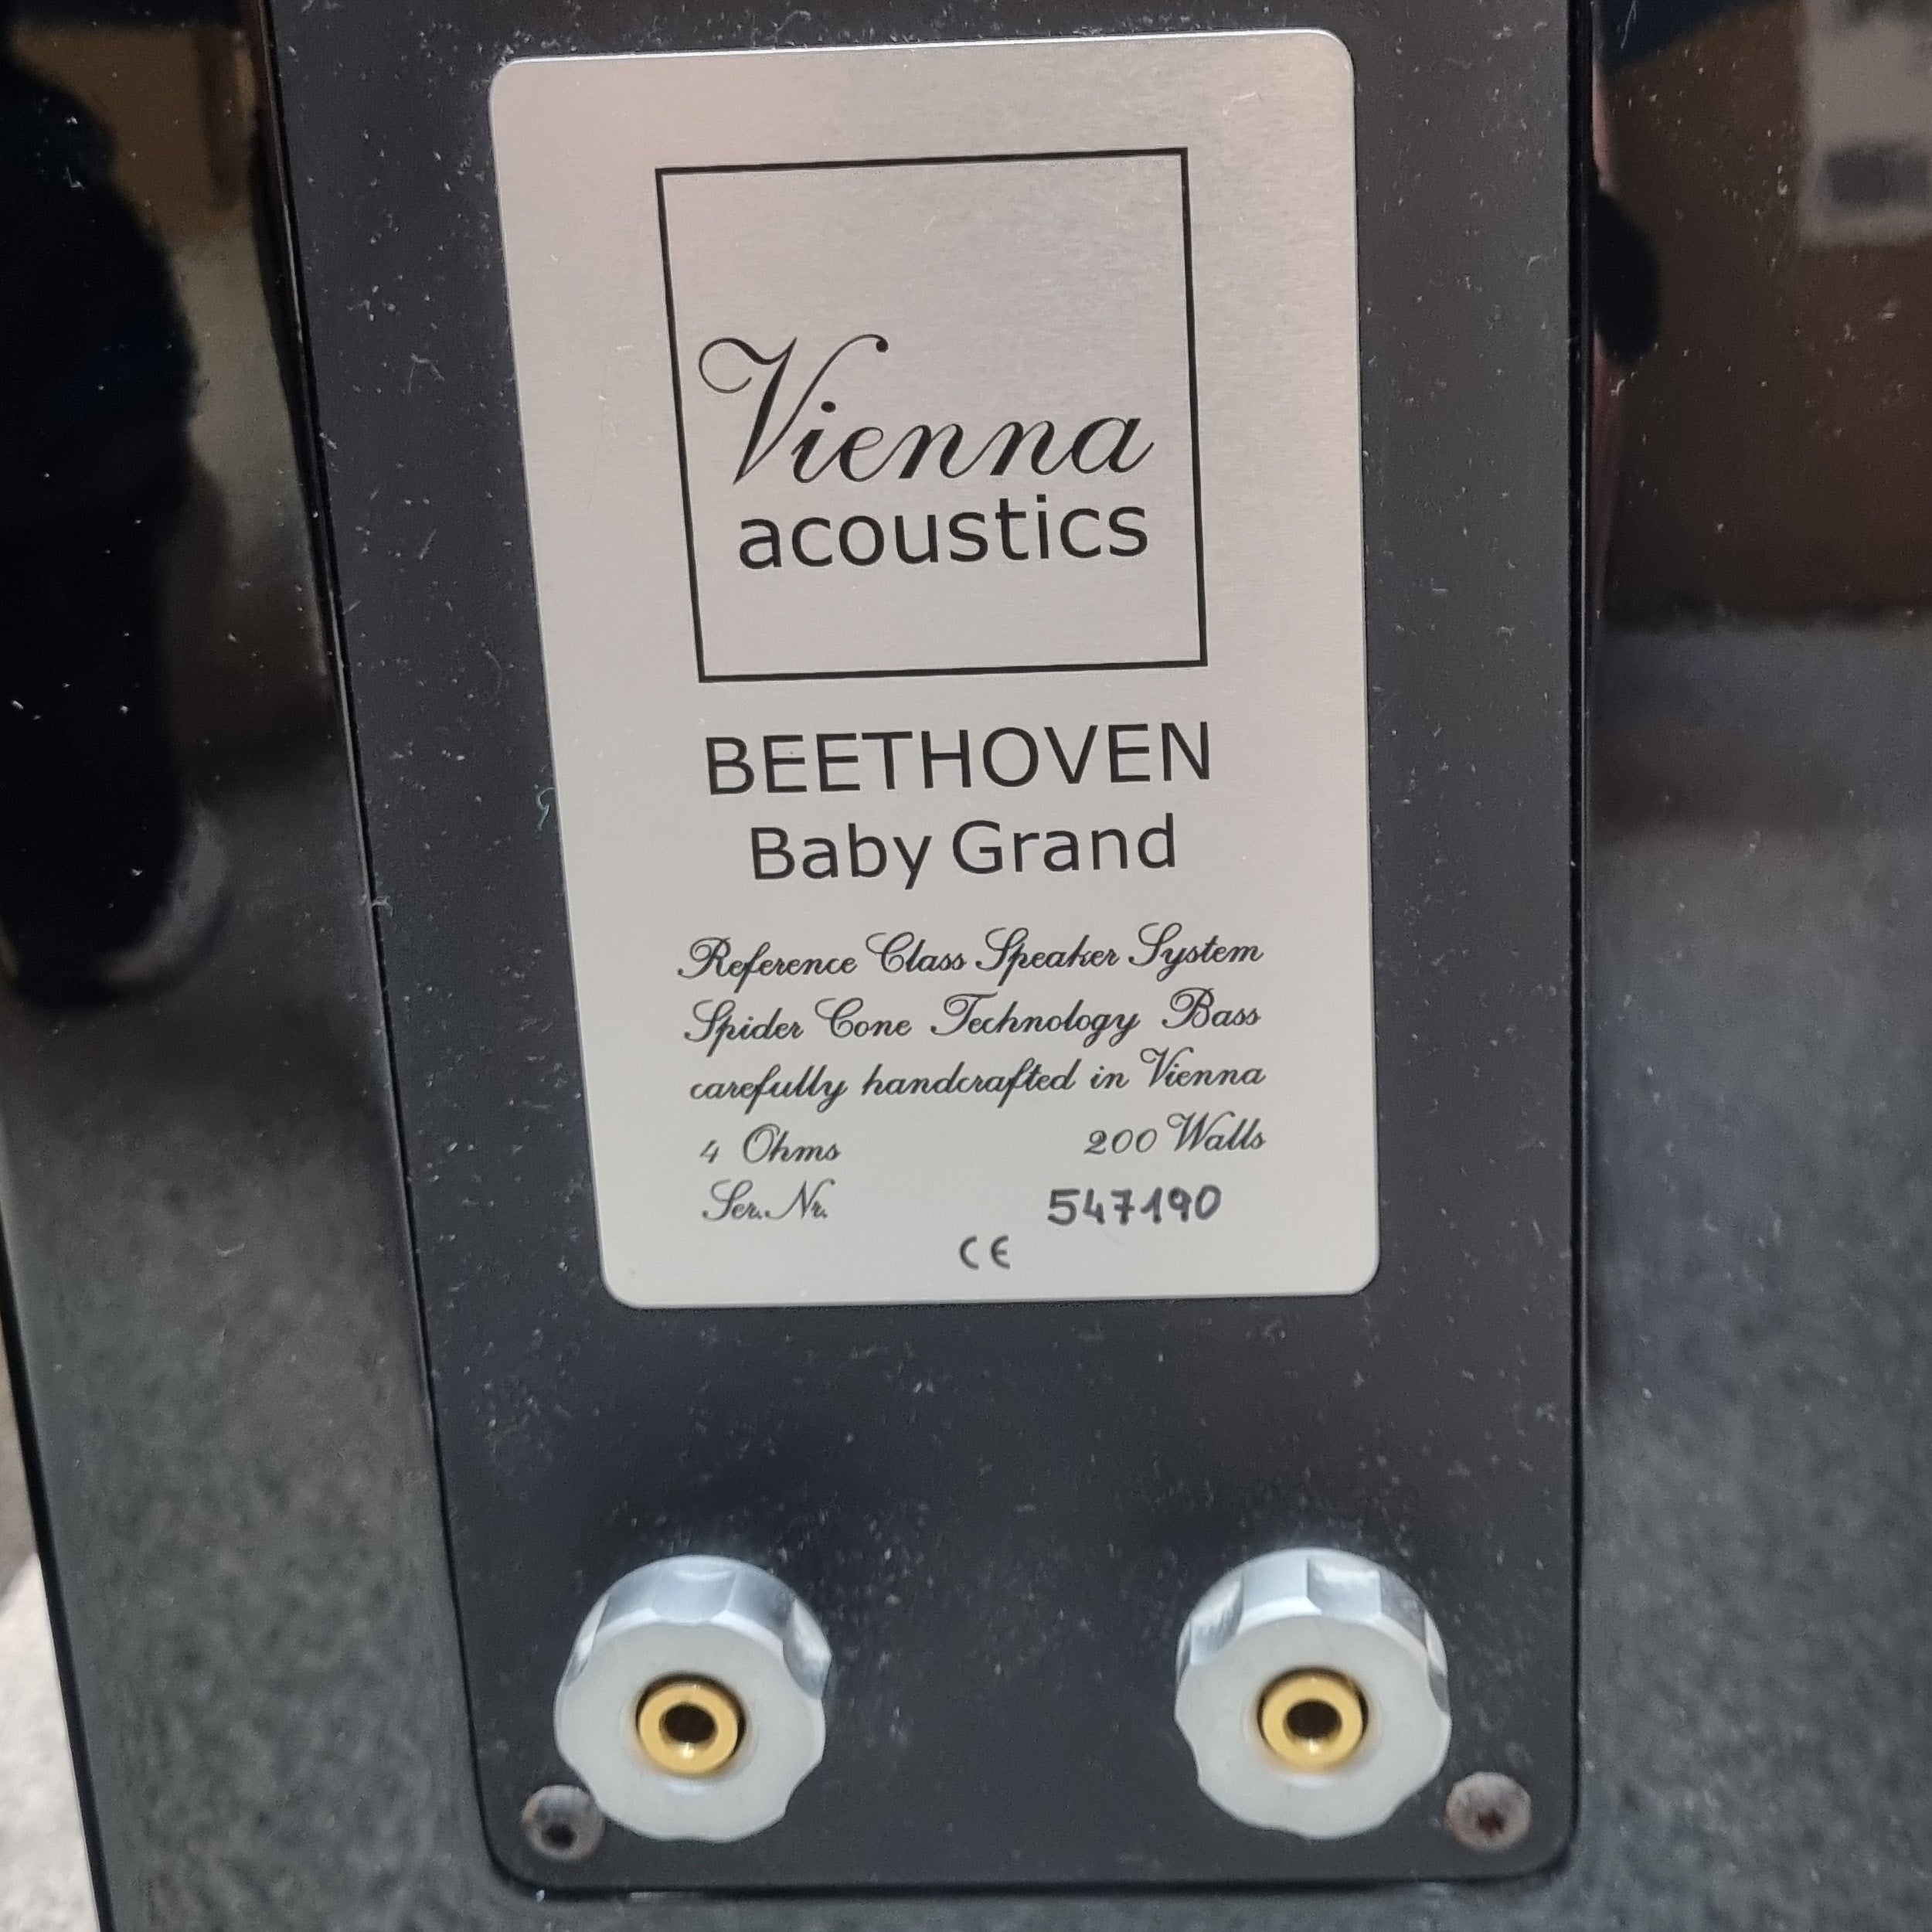 Vienna
acoustics
BEETHOVEN
Baby Grand
Reference Class Speaker System
Spider Cone Technology Bass
carefully handcrafted in Vienna
4 Ohms 200 Watts
Ser. Nr. 547190
CE